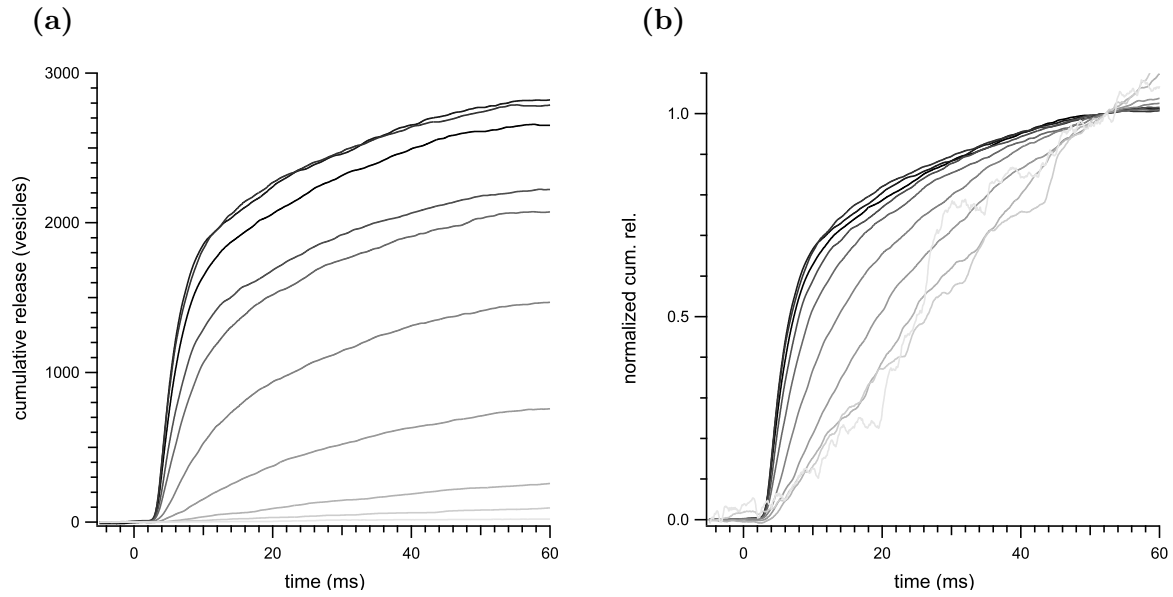 (a)
3000
2000
1000
0
cumulative release (vesicles)
0 20 40 60
time (ms)
(b)
1.0
0.5
0.0
normalized cum. rel.
0 20 40 60
time (ms)